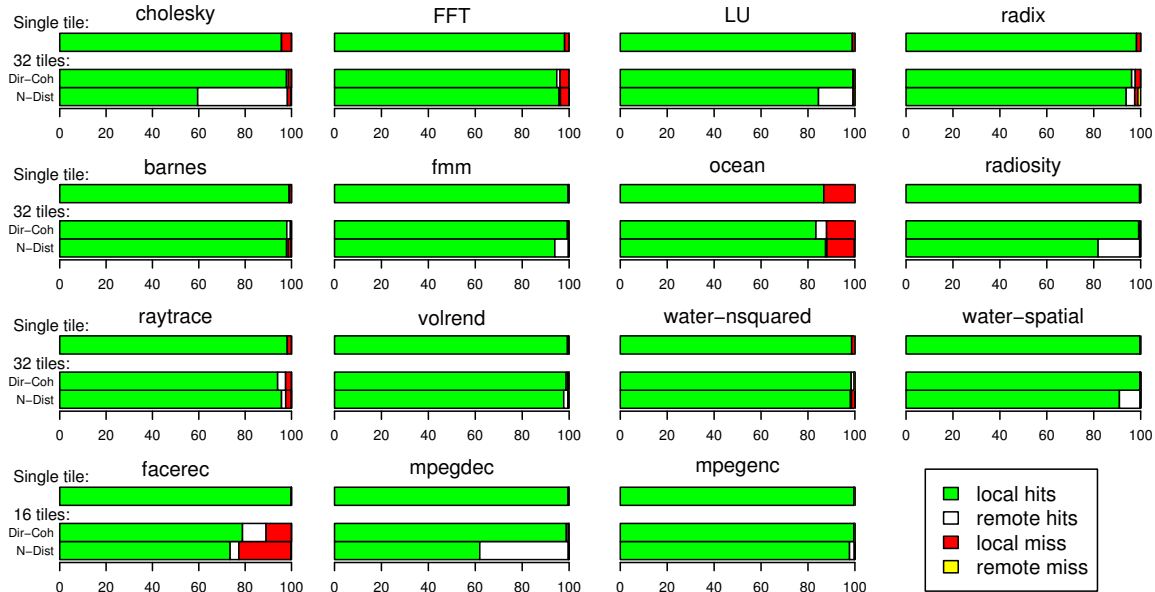 cholesky FFT LU radix
Single tile:
32 tiles:
Dir−Coh
N−Dist
0 20 40 60 80 100 0 20 40 60 80 100 0 20 40 60 80 100 0 20 40 60 80 100
barnes fmm ocean radiosity
Single tile:
32 tiles:
Dir−Coh
N−Dist
0 20 40 60 80 100 0 20 40 60 80 100 0 20 40 60 80 100 0 20 40 60 80 100
raytrace volrend water−nsquared water−spatial
Single tile:
32 tiles:
Dir−Coh
N−Dist
0 20 40 60 80 100 0 20 40 60 80 100 0 20 40 60 80 100 0 20 40 60 80 100
facerec mpegdec mpegenc
Single tile:
16 tiles:
Dir−Coh
N−Dist
0 20 40 60 80 100 0 20 40 60 80 100 0 20 40 60 80 100
local hits
remote hits
local miss
remote miss